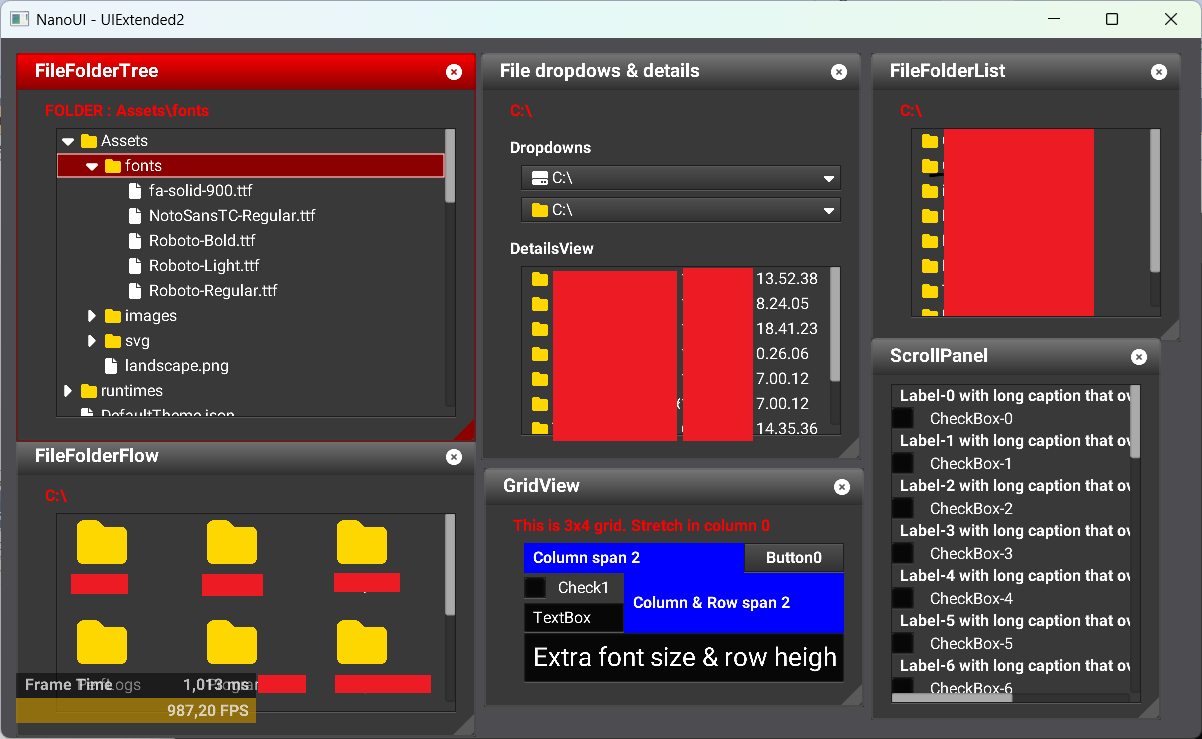 NanoUI - UIExtended2
FileFolderTree
FOLDER : Assets\fonts
Assets
fonts
fa-solid-900.ttf
NotoSansTC-Regular.ttf
Roboto-Bold.ttf
Roboto-Light.ttf
Roboto-Regular.ttf
images
svg
landscape.png
runtimes
DefaultTheme.json
File dropdows & details
C:\
Dropdowns
C:\
C:\
DetailsView
13.52.38
8.24.05
18.41.23
0.26.06
7.00.12
7.00.12
14.35.36
FileFolderList
C:\
FileFolderFlow
C:\
PerfLogs
Frame Time 1,013 ms
987,20 FPS
GridView
This is 3x4 grid. Stretch in column 0
Column span 2 Button0
Check1
Column & Row span 2
TextBox
Extra font size & row heigh
ScrollPanel
Label-0 with long caption that ov
CheckBox-0
Label-1 with long caption that ov
CheckBox-1
Label-2 with long caption that ov
CheckBox-2
Label-3 with long caption that ov
CheckBox-3
Label-4 with long caption that ov
CheckBox-4
Label-5 with long caption that ov
CheckBox-5
Label-6 with long caption that ov
CheckBox-6